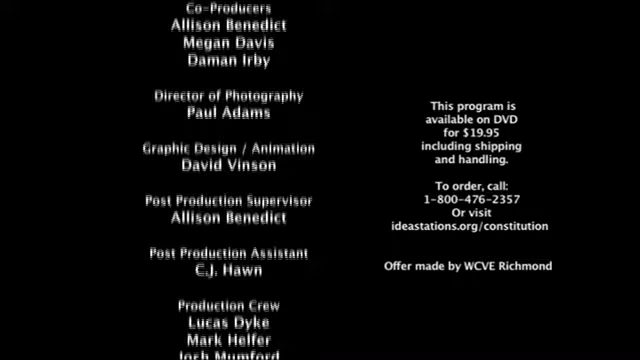 Co-Producers
Allison Benedict
Megan Davis
Daman Irby
Director of Photography
Paul Adams
Graphic Design / Animation
David Vinson
Post Production Supervisor
Allison Benedict
Post Production Assistant
C.J. Hawn
Production Crew
Lucas Dyke
Mark Helfer
Josh Mumford
This program is
available on DVD
for $19.95
including shipping
and handling.
To order, call:
1-800-476-2357
Or visit
ideastations.org/constitution
Offer made by WCVE Richmond